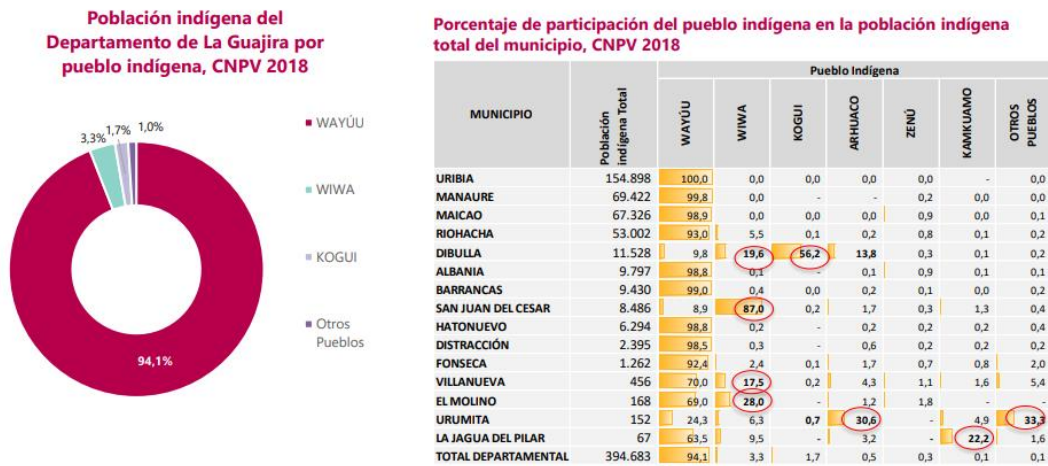 Población indígena del
Departamento de La Guajira por
pueblo indígena, CNPV 2018
3,3%
1,7%
1,0%
94,1%
WAYÚU
WIWA
KOGUI
Otros
Pueblos
Porcentaje de participación del pueblo indígena en la población indígena
total del municipio, CNPV 2018
Pueblo Indígena
MUNICIPIO Población indígena Total WAYÚU WIWA KOGUI ARHUACO ZENÚ KAMKUAMO OTROS PUEBLOS
URIBIA 154.898 100,0 0,0 0,0 0,0 0,0 - 0,0
MANAURE 69.422 99,8 0,0 - - 0,2 0,0 0,0
MAICAO 67.326 98,9 0,0 0,0 0,0 0,9 0,0 0,1
RIOHACHA 53.002 93,0 5,5 0,1 0,2 0,8 0,1 0,2
DIBULLA 11.528 9,8 19,6 56,2 13,8 0,3 0,1 0,2
ALBANIA 9.797 98,8 0,1 - 0,1 0,9 0,1 0,1
BARRANCAS 9.430 99,0 0,4 0,0 0,2 0,1 0,0 0,2
SAN JUAN DEL CESAR 8.486 8,9 87,0 0,2 1,7 0,3 1,3 0,4
HATONUEVO 6.294 98,8 0,2 - 0,2 0,2 0,2 0,4
DISTRACCIÓN 2.395 98,5 0,3 - 0,6 0,2 0,2 0,2
FONSECA 1.262 92,4 2,4 0,1 1,7 0,7 0,8 2,0
VILLANUEVA 456 70,0 17,5 0,2 4,3 1,1 1,6 5,4
EL MOLINO 168 69,0 28,0 - 1,2 1,8 - -
URUMITA 152 24,3 6,3 0,7 30,6 - 4,9 33,3
LA JAGUA DEL PILAR 67 63,5 9,5 - 3,2 - 22,2 1,6
TOTAL DEPARTAMENTAL 394.683 94,1 3,3 1,7 0,5 0,3 0,1 0,1